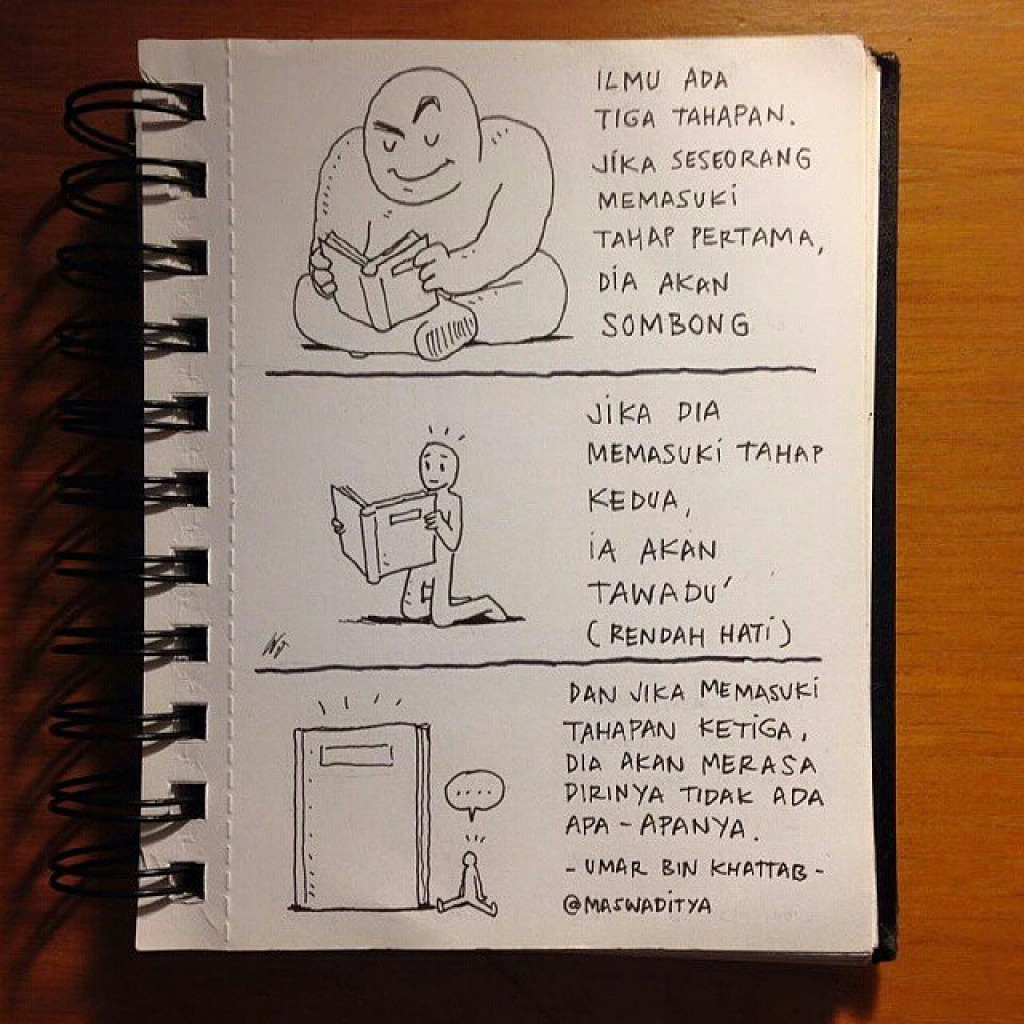 ILMU ADA
TIGA TAHAPAN.
JIKA SESEORANG
MEMASUKI
TAHAP PERTAMA,
DIA AKAN
SOMBONG
JIKA DIA
MEMASUKI TAHAP
KEDUA,
IA AKAN
TAWADU'
(RENDAH HATI)
DAN JIKA MEMASUKI
TAHAPAN KETIGA,
DIA AKAN MERASA
DIRINYA TIDAK ADA
APA-APANYA.
- UMAR BIN KHATTAB -
@MASWADITYA